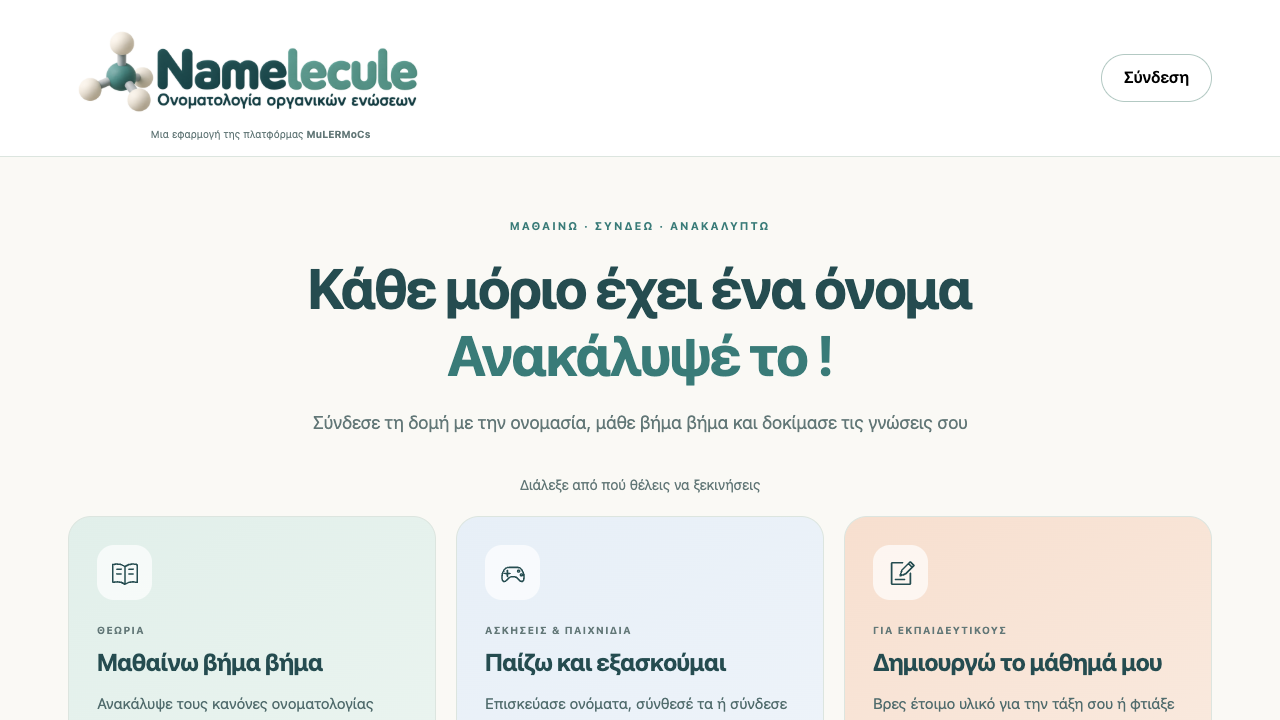 Namelecule
Ονοματολογία οργανικών ενώσεων
Μια εφαρμογή της πλατφόρμας MuLERMoCs
Σύνδεση
ΜΑΘΑΙΝΩ · ΣΥΝΔΕΩ · ΑΝΑΚΑΛΥΠΤΩ
Κάθε μόριο έχει ένα όνομα
Ανακάλυψέ το !
Σύνδεσε τη δομή με την ονομασία, μάθε βήμα βήμα και δοκίμασε τις γνώσεις σου
Διάλεξε από πού θέλεις να ξεκινήσεις
ΘΕΩΡΙΑ
Μαθαίνω βήμα βήμα
Ανακάλυψε τους κανόνες ονοματολογίας
ΑΣΚΗΣΕΙΣ & ΠΑΙΧΝΙΔΙΑ
Παίζω και εξασκούμαι
Επισκεύασε ονόματα, σύνθεσέ τα ή σύνδεσε
ΓΙΑ ΕΚΠΑΙΔΕΥΤΙΚΟΥΣ
Δημιουργώ το μάθημά μου
Βρες έτοιμο υλικό για την τάξη σου ή φτιάξε